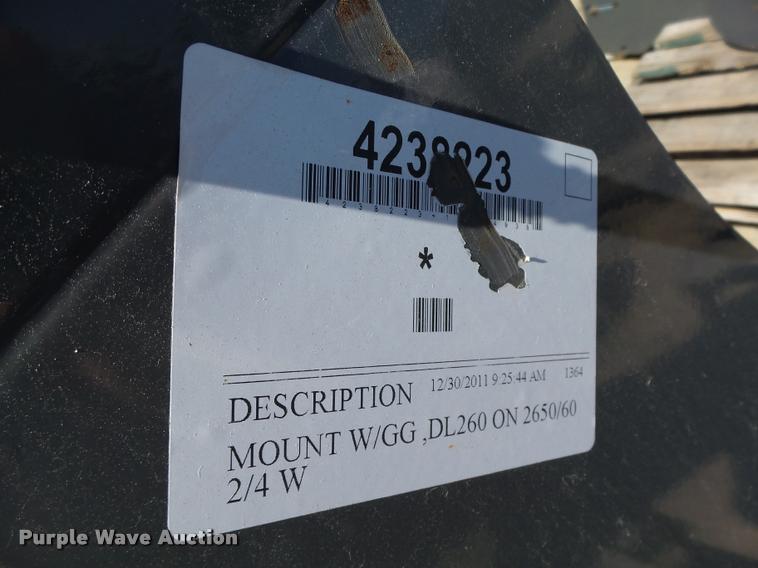 *
DESCRIPTION 12/30/2011 9:25:44 AM 1364
MOUNT W/GG ,DL260 ON 2650/60
2/4 W
Purple Wave Auction